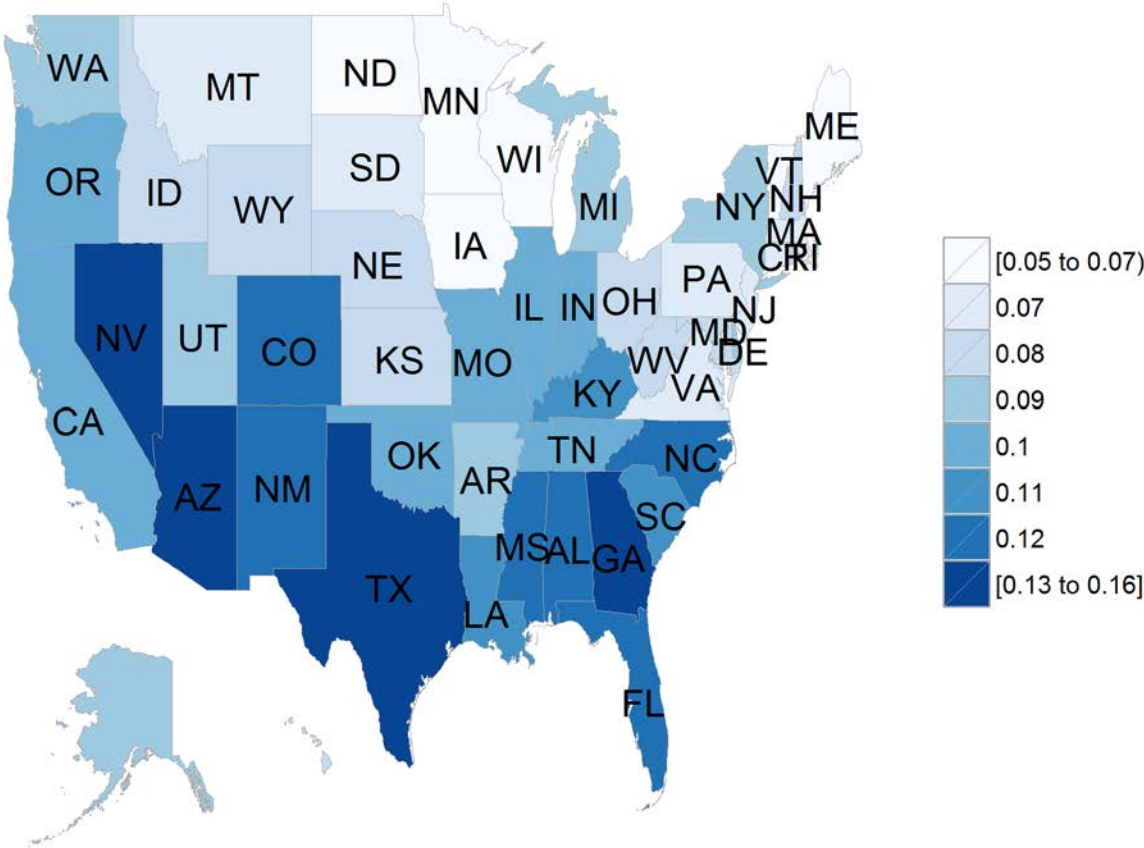 WA
MT
ND
MN
ME
OR
ID
SD
WI
VT
WY
MI
NY
NH
MA
IA
CT
RI
NE
PA
NV
UT
CO
IL
IN
OH
NJ
MD
DE
KS
MO
WV
VA
KY
CA
OK
TN
NC
AZ
NM
AR
SC
MS
AL
GA
TX
LA
FL
[0.05 to 0.07)
0.07
0.08
0.09
0.1
0.11
0.12
[0.13 to 0.16]